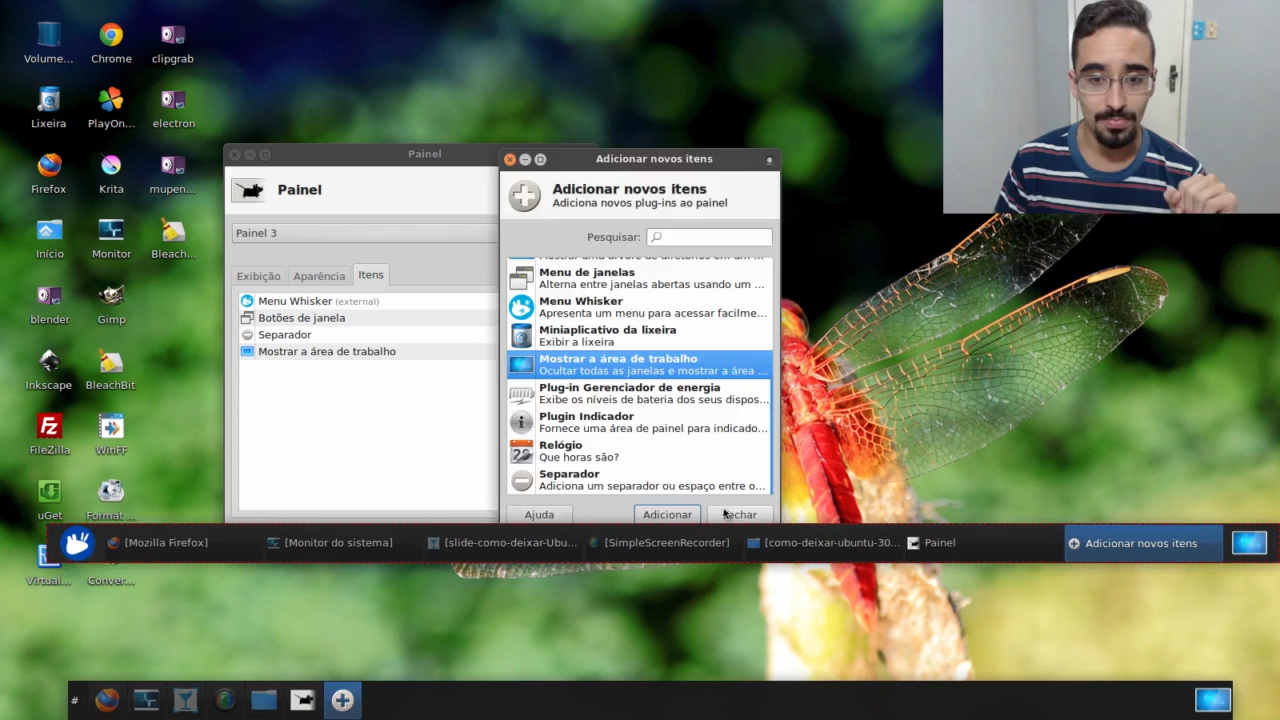 Volume...
Chrome
clipgrab
Lixeira
PlayOn...
electron
Firefox
Krita
mupen...
Início
Monitor
Bleach...
blender
Gimp
Inkscape
BleachBit
FileZilla
WinFF
uGet
Format ...
Virtual...
Conver...
Painel
Painel
Painel 3
Exibição
Aparência
Itens
Menu Whisker (external)
Botões de janela
Separador
Mostrar a área de trabalho
Adicionar novos itens
Adicionar novos itens
Adiciona novos plug-ins ao painel
Pesquisar:
Menu de janelas
Alterna entre janelas abertas usando um ...
Menu Whisker
Apresenta um menu para acessar facilme...
Miniaplicativo da lixeira
Exibir a lixeira
Mostrar a área de trabalho
Ocultar todas as janelas e mostrar a área ...
Plug-in Gerenciador de energia
Exibe os níveis de bateria dos seus dispos...
Plugin Indicador
Fornece uma área de painel para indicado...
Relógio
Que horas são?
Separador
Adiciona um separador ou espaço entre o...
Ajuda
Adicionar
Fechar
[Mozilla Firefox]
[Monitor do sistema]
[slide-como-deixar-Ubu...
[SimpleScreenRecorder]
[como-deixar-ubuntu-30...
Painel
Adicionar novos itens
#